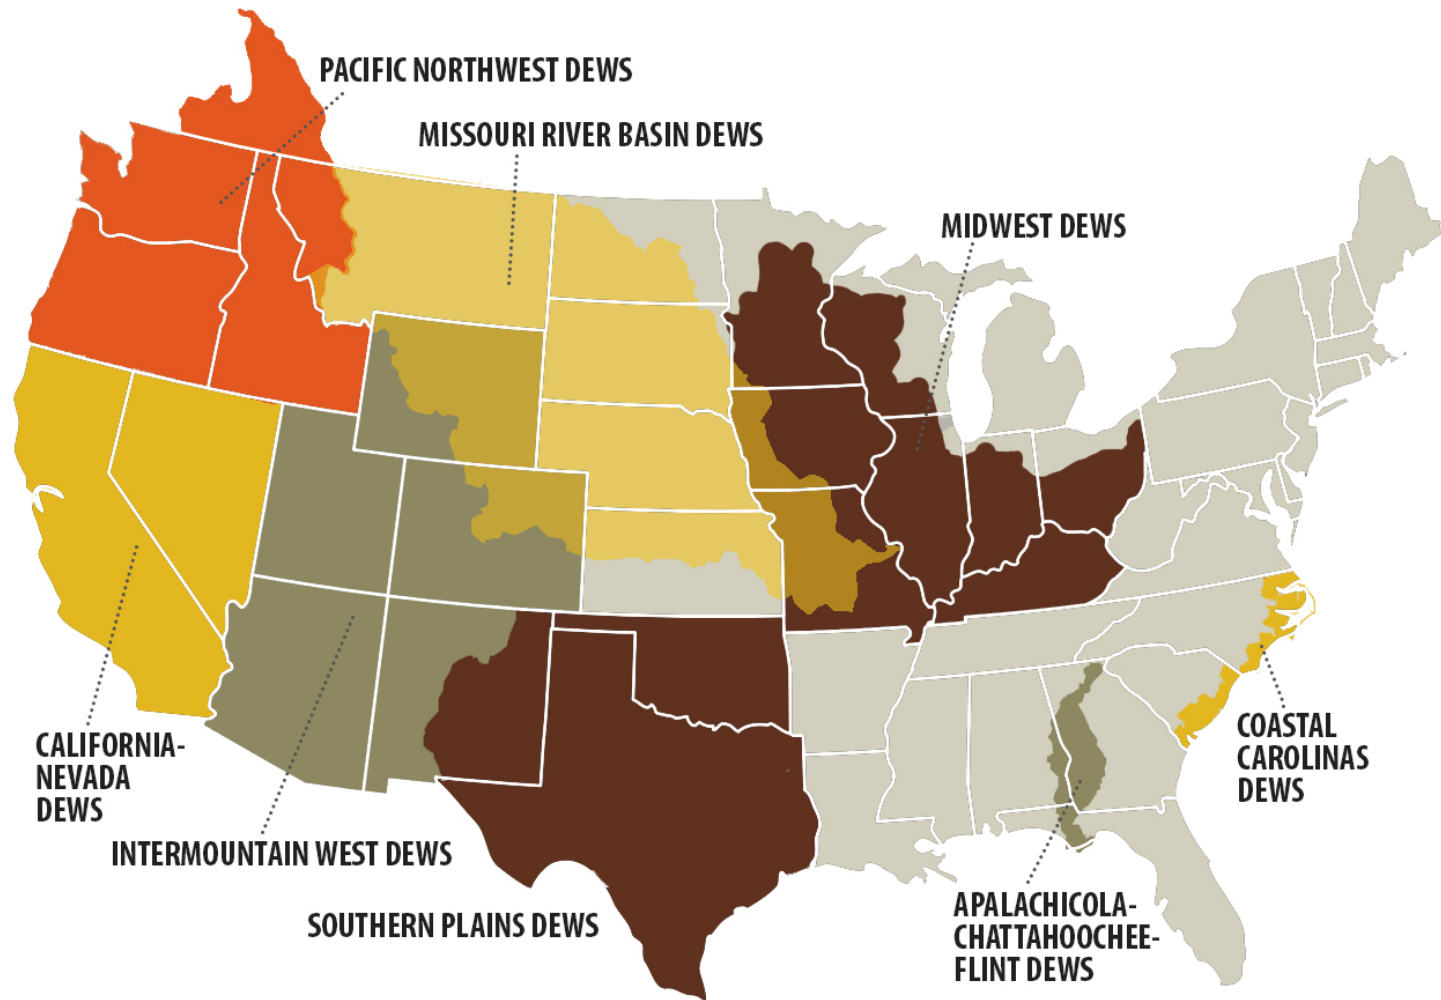 PACIFIC NORTHWEST DEWS
MISSOURI RIVER BASIN DEWS
MIDWEST DEWS
CALIFORNIA-
NEVADA
DEWS
COASTAL
CAROLINAS
DEWS
INTERMOUNTAIN WEST DEWS
SOUTHERN PLAINS DEWS
APALACHICOLA-
CHATTAHOOCHEE-
FLINT DEWS